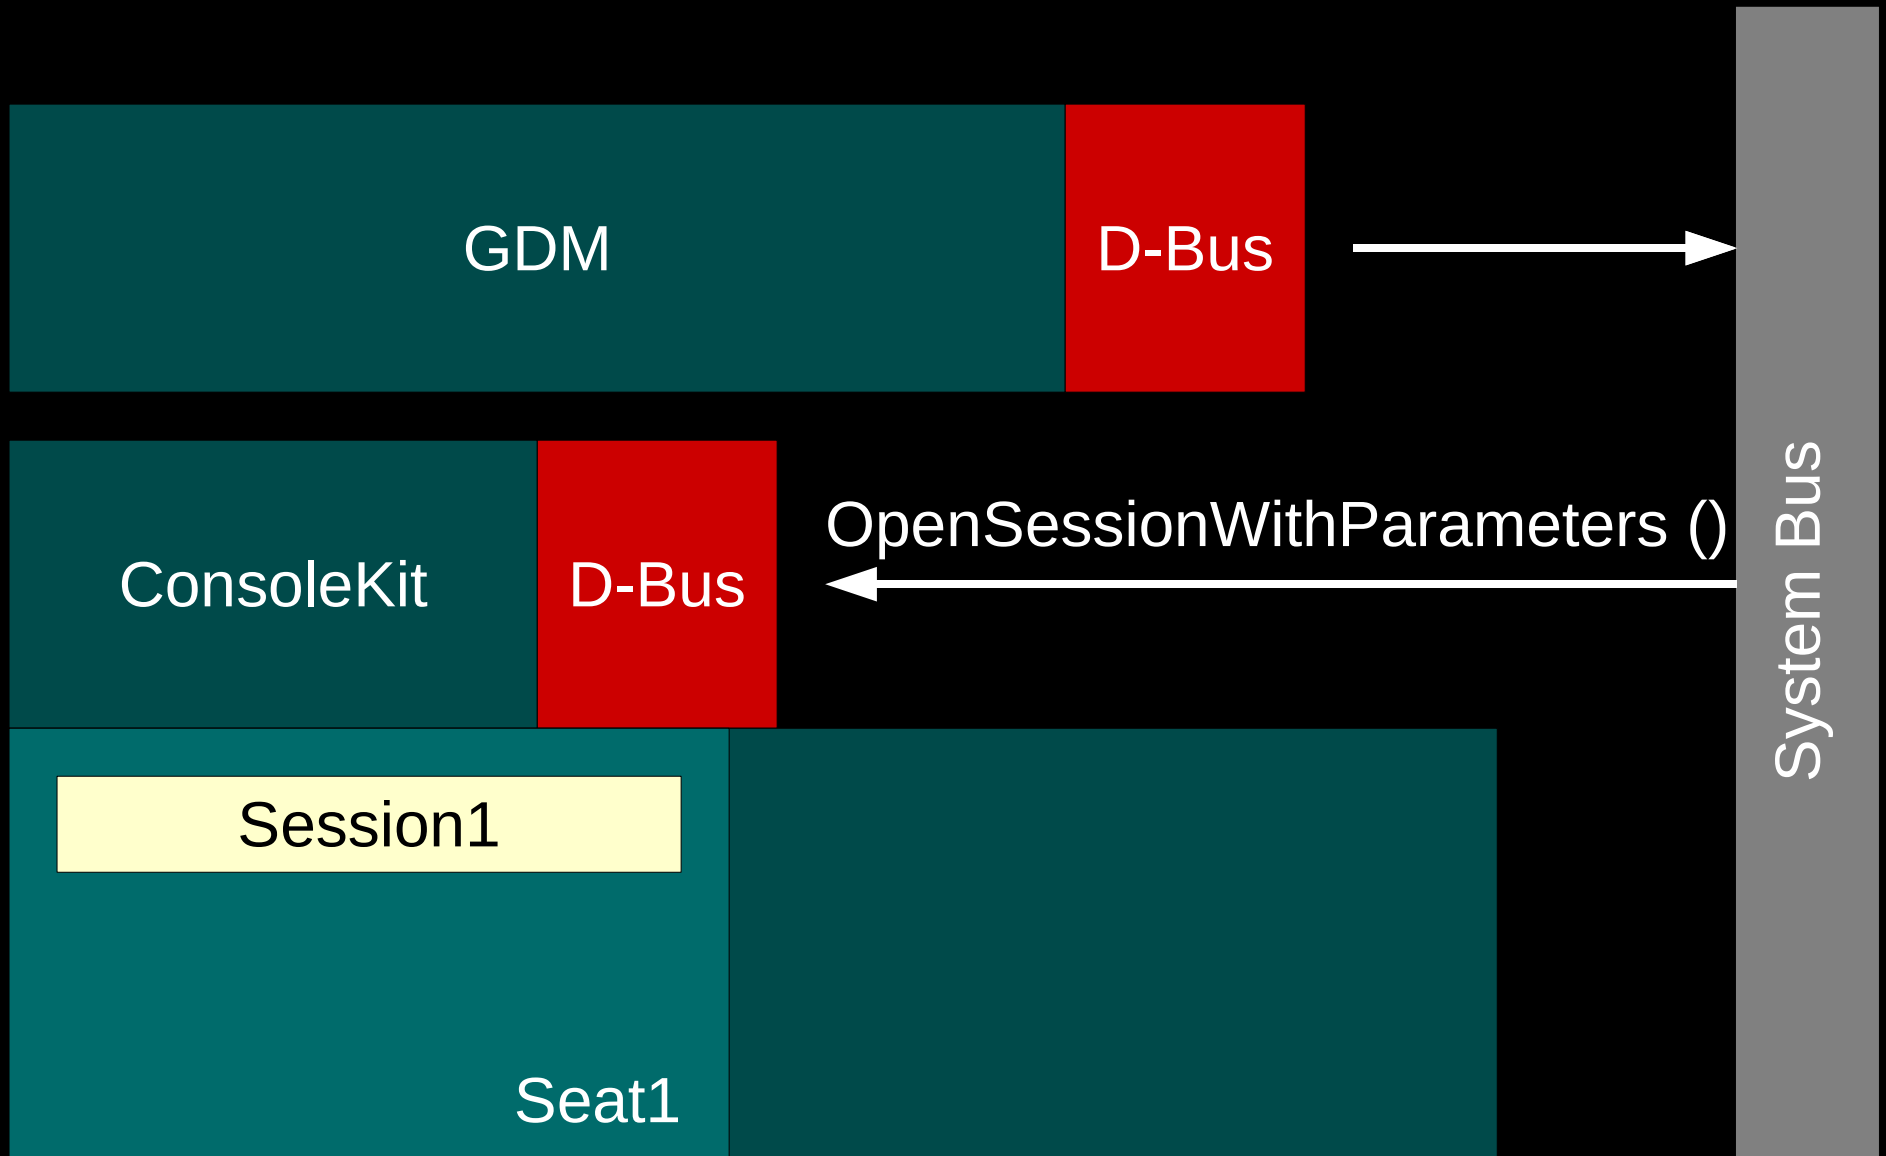 GDM
D-Bus
ConsoleKit
D-Bus
OpenSessionWithParameters ()
System Bus
Session1
Seat1